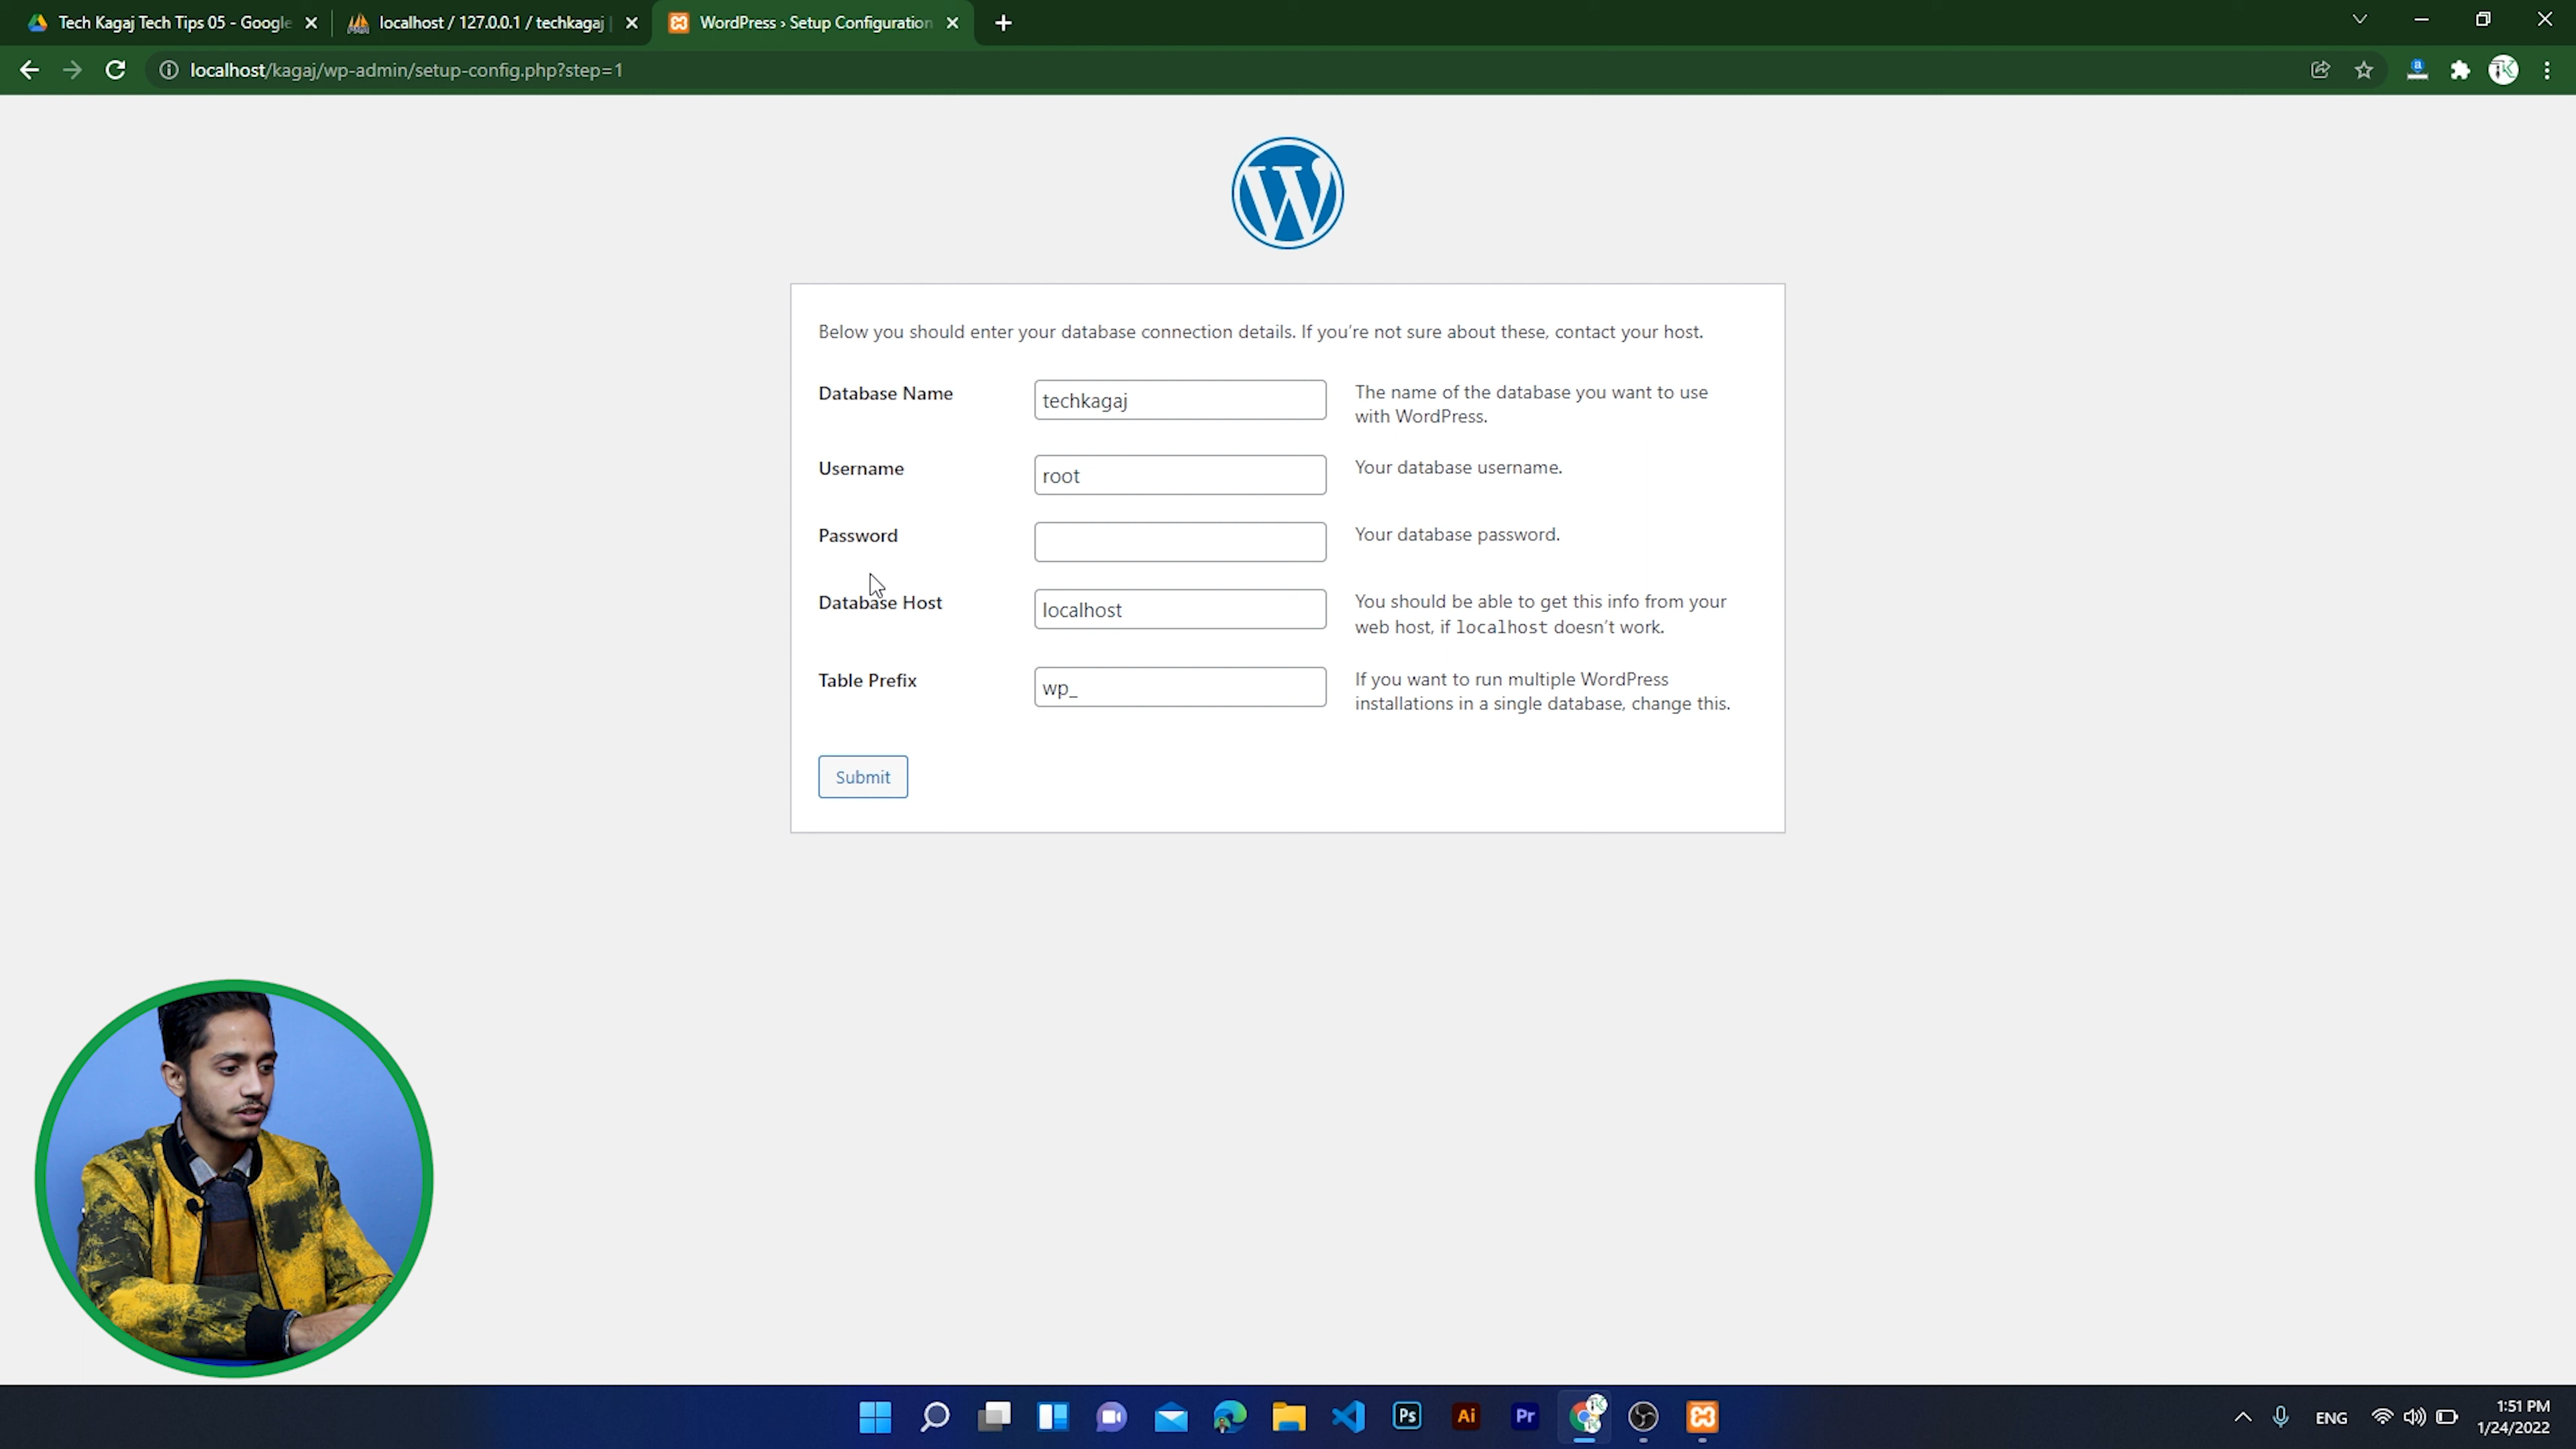 Tech Kagaj Tech Tips 05 - Google
localhost / 127.0.0.1 / techkagaj |
WordPress › Setup Configuration
localhost/kagaj/wp-admin/setup-config.php?step=1
Below you should enter your database connection details. If you’re not sure about these, contact your host.
Database Name
techkagaj
The name of the database you want to use
with WordPress.
Username
root
Your database username.
Password
Your database password.
Database Host
localhost
You should be able to get this info from your
web host, if localhost doesn’t work.
Table Prefix
wp_
If you want to run multiple WordPress
installations in a single database, change this.
Submit
Ps
Ai
Pr
ENG
1:51 PM
1/24/2022